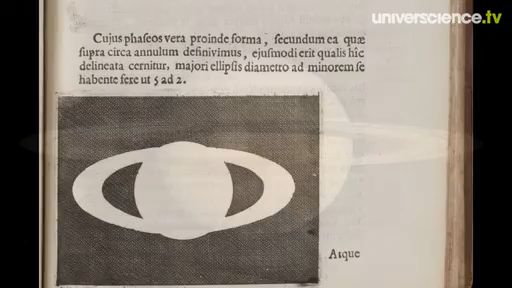 universcience.tv
Cujus phaseos vera proinde forma, secundum ea quæ
supra circa annulum definivimus, ejusmodi erit qualis hic
delineata cernitur, majori ellipsis diametro ad minorem se
habente fere ut 5 ad 2.
Atque